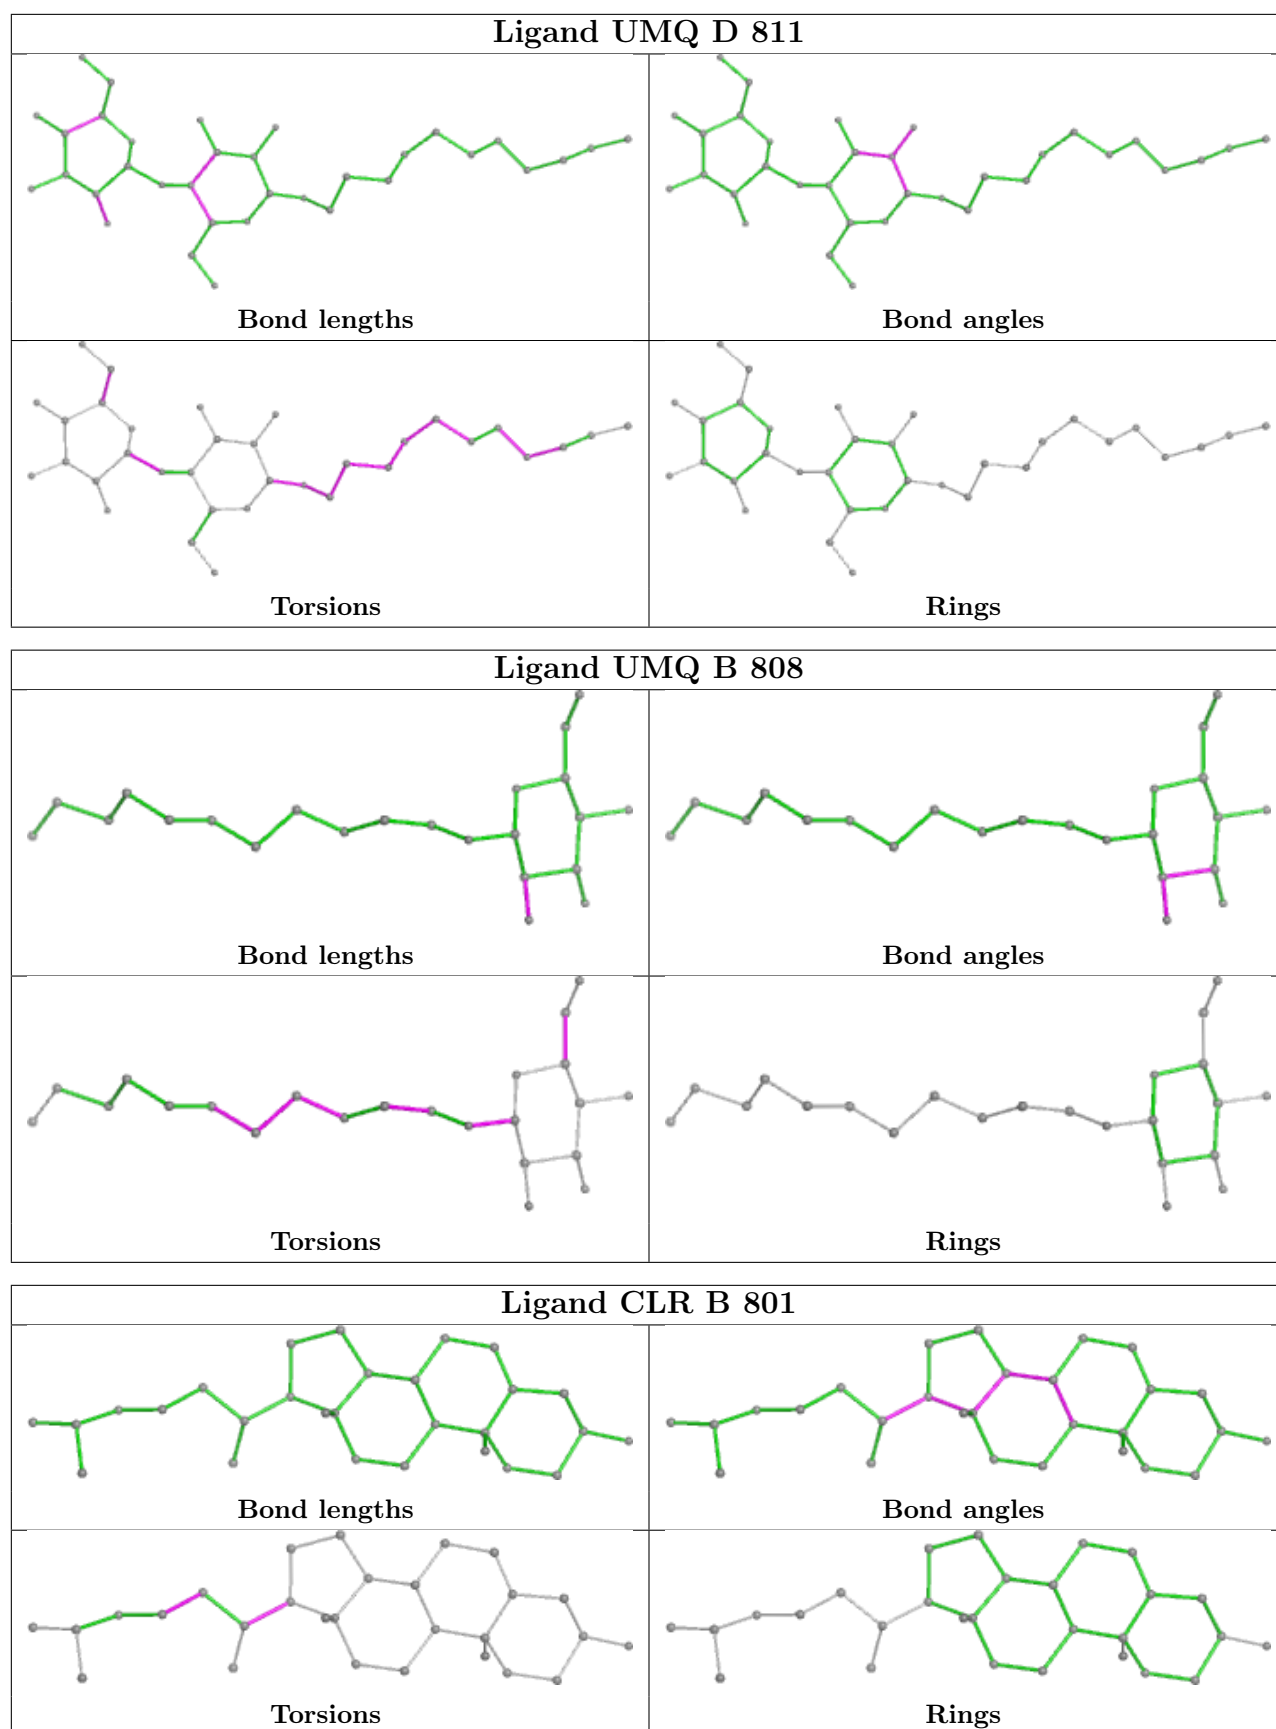 Ligand UMQ D 811
Bond lengths
Bond angles
Torsions
Rings
Ligand UMQ B 808
Bond lengths
Bond angles
Torsions
Rings
Ligand CLR B 801
Bond lengths
Bond angles
Torsions
Rings